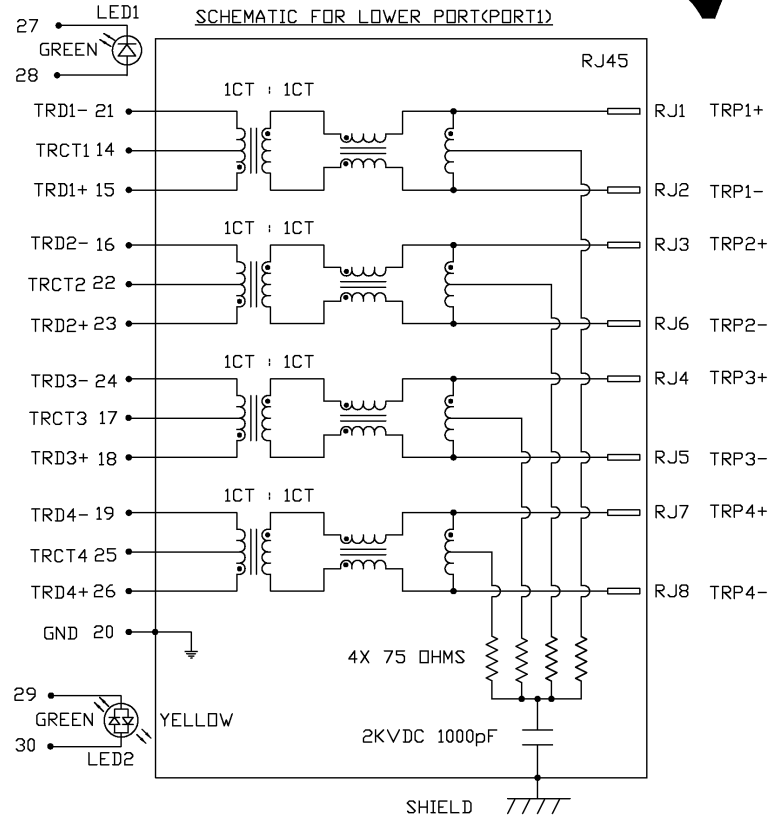 SCHEMATIC FOR LOWER PORT(PORT1)
LED1
27
GREEN
28
RJ45
1CT : 1CT
TRD1- 21
RJ1 TRP1+
TRCT1 14
TRD1+ 15
RJ2 TRP1-
1CT : 1CT
TRD2- 16
RJ3 TRP2+
TRCT2 22
TRD2+ 23
RJ6 TRP2-
1CT : 1CT
TRD3- 24
RJ4 TRP3+
TRCT3 17
TRD3+ 18
RJ5 TRP3-
1CT : 1CT
TRD4- 19
RJ7 TRP4+
TRCT4 25
TRD4+ 26
RJ8 TRP4-
GND 20
4X 75 OHMS
29
GREEN
YELLOW
30
LED2
2KVDC 1000pF
SHIELD